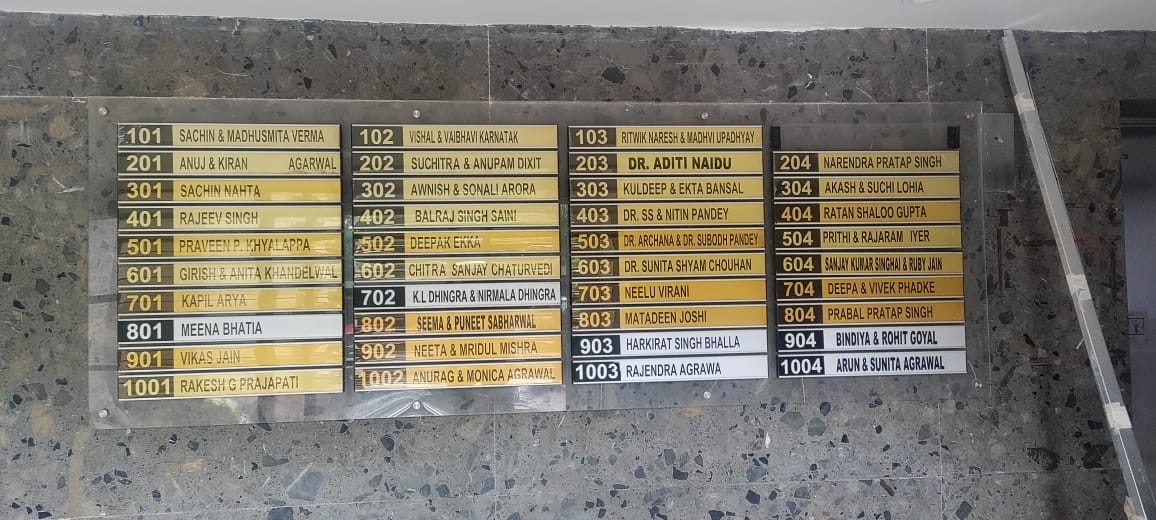 101 SACHIN & MADHUSMITA VERMA
201 ANUJ & KIRAN AGARWAL
301 SACHIN NAHTA
401 RAJEEV SINGH
501 PRAVEEN P. KHYALAPPA
601 GIRISH & ANITA KHANDELWAL
701 KAPIL ARYA
801 MEENA BHATIA
901 VIKAS JAIN
1001 RAKESH G PRAJAPATI
102 VISHAL & VAIBHAVI KARNATAK
202 SUCHITRA & ANUPAM DIXIT
302 AWNISH & SONALI ARORA
402 BALRAJ SINGH SAINI
502 DEEPAK EKKA
602 CHITRA SANJAY CHATURVEDI
702 K.L DHINGRA & NIRMALA DHINGRA
802 SEEMA & PUNEET SABHARWAL
902 NEETA & MRIDUL MISHRA
1002 ANURAG & MONICA AGRAWAL
103 RITWIK NARESH & MADHVI UPADHYAY
203 DR. ADITI NAIDU
303 KULDEEP & EKTA BANSAL
403 DR. SS & NITIN PANDEY
503 DR. ARCHANA & DR. SUBODH PANDEY
603 DR. SUNITA SHYAM CHOUHAN
703 NEELU VIRANI
803 MATADEEN JOSHI
903 HARKIRAT SINGH BHALLA
1003 RAJENDRA AGRAWA
204 NARENDRA PRATAP SINGH
304 AKASH & SUCHI LOHIA
404 RATAN SHALOO GUPTA
504 PRITHI & RAJARAM IYER
604 SANJAY KUMAR SINGHAI & RUBY JAIN
704 DEEPA & VIVEK PHADKE
804 PRABAL PRATAP SINGH
904 BINDIYA & ROHIT GOYAL
1004 ARUN & SUNITA AGRAWAL